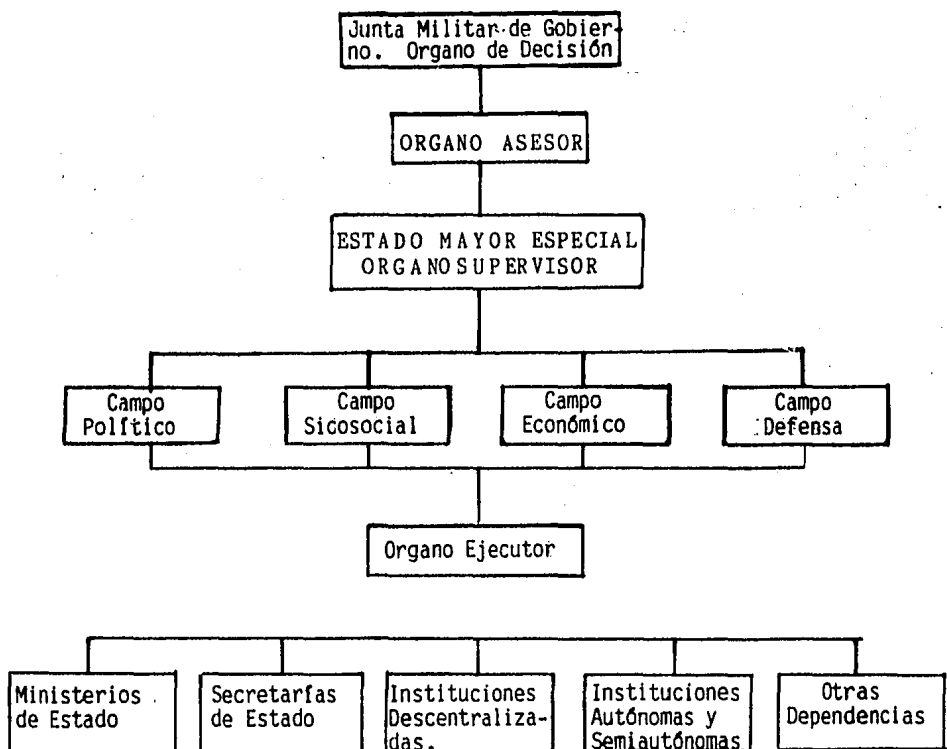 Junta Militar de Gobier-
no. Organo de Decisión
ORGANO ASESOR
ESTADO MAYOR ESPECIAL
ORGANO SUPERVISOR
Campo
Político
Campo
Sicosocial
Campo
Económico
Campo
Defensa
Organo Ejecutor
Ministerios
de Estado
Secretarías
de Estado
Instituciones
Descentraliza-
das.
Instituciones
Autónomas y
Semiautónomas
Otras
Dependencias